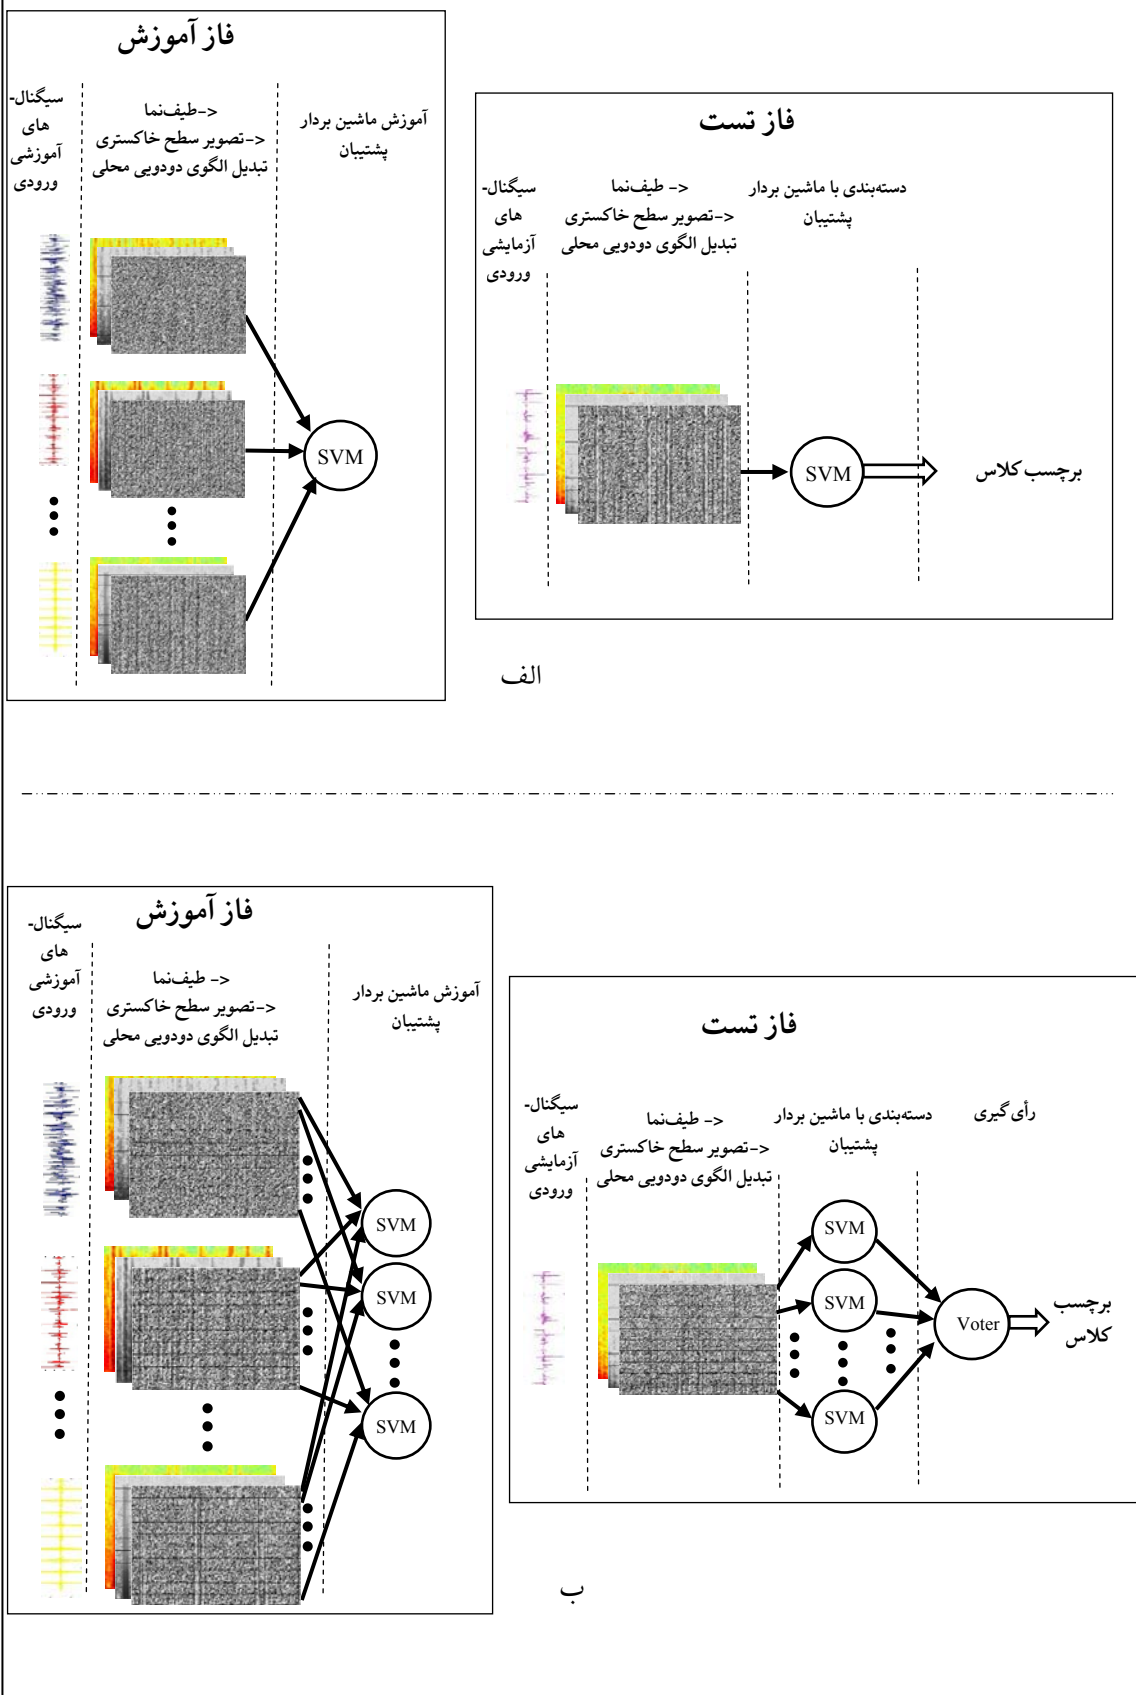 فاز آموزش
سیگنال-
های
آموزشی
ورودی
<-طیف‌نما
<-تصویر سطح خاکستری
تبدیل الگوی دودویی محلی
آموزش ماشین بردار
پشتیبان
SVM
فاز تست
سیگنال-
های
آزمایشی
ورودی
<- طیف‌نما
<-تصویر سطح خاکستری
تبدیل الگوی دودویی محلی
دسته‌بندی با ماشین بردار
پشتیبان
SVM
برچسب کلاس
الف
فاز آموزش
سیگنال-
های
آموزشی
ورودی
<- طیف‌نما
<-تصویر سطح خاکستری
تبدیل الگوی دودویی محلی
آموزش ماشین بردار
پشتیبان
SVM
SVM
SVM
فاز تست
سیگنال-
های
آزمایشی
ورودی
<- طیف‌نما
<-تصویر سطح خاکستری
تبدیل الگوی دودویی محلی
دسته‌بندی با ماشین بردار
پشتیبان
رأی گیری
SVM
SVM
SVM
Voter
برچسب
کلاس
ب